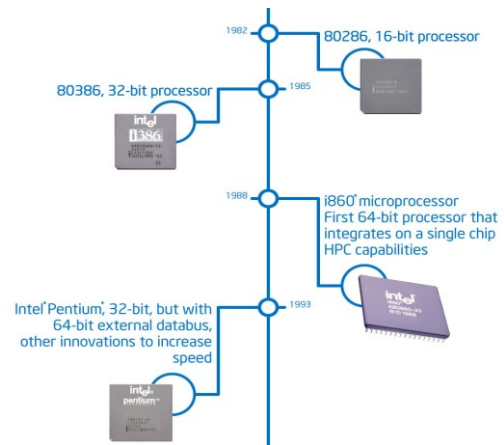 1982
80286, 16-bit processor
80386, 32-bit processor
1985
intel
i386
1988
i860® microprocessor
First 64-bit processor that
integrates on a single chip
HPC capabilities
intel
i860
Intel® Pentium®, 32-bit, but with
64-bit external databus,
other innovations to increase
speed
1993
intel
pentium™